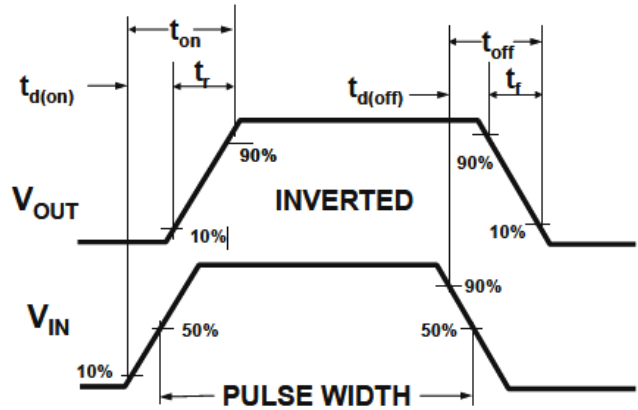 t_on t_off
t_d(on) t_r t_d(off) t_f
90% 90%
V_OUT INVERTED
10% 10%
90%
V_IN 50% 50%
10%
PULSE WIDTH